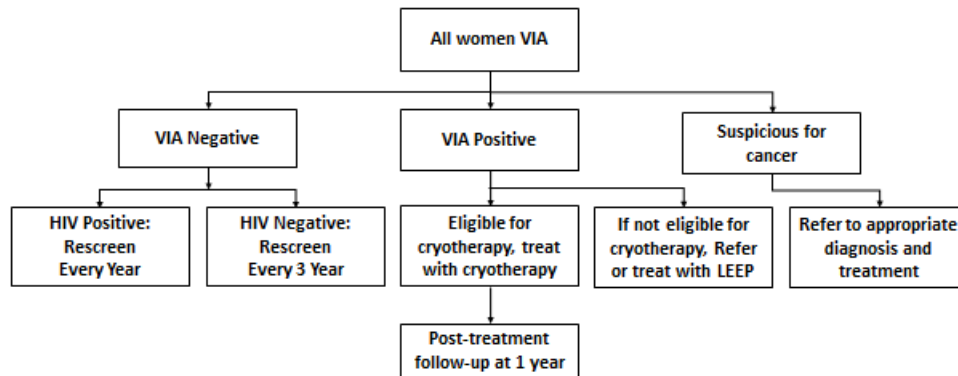 All women VIA
VIA Negative
VIA Positive
Suspicious for
cancer
HIV Positive:
Rescreen
Every Year
HIV Negative:
Rescreen
Every 3 Year
Eligible for
cryotherapy, treat
with cryotherapy
If not eligible for
cryotherapy, Refer
or treat with LEEP
Refer to appropriate
diagnosis and
treatment
Post-treatment
follow-up at 1 year